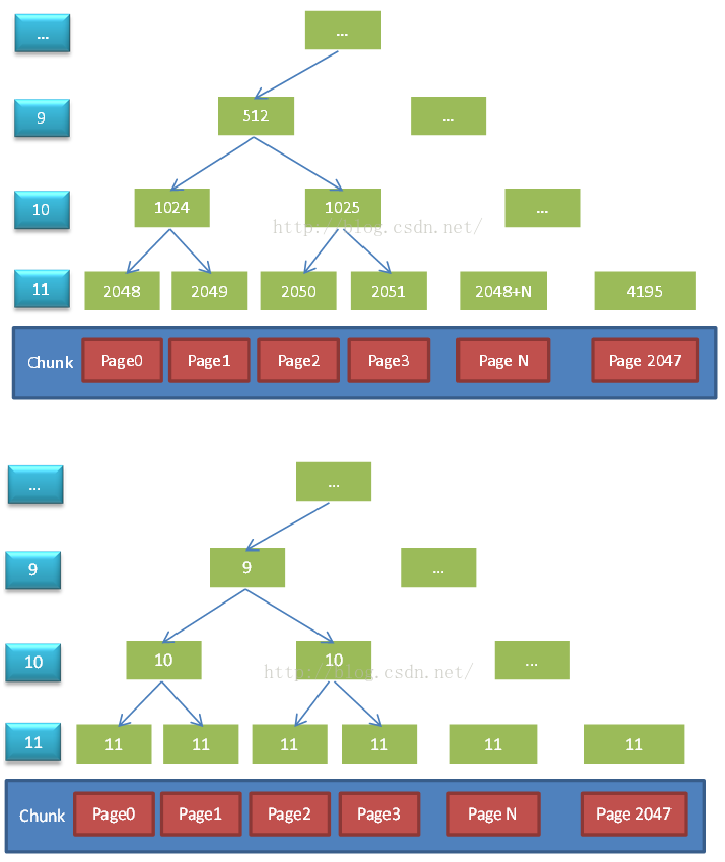 ... ...
9 512 ...
10 1024 1025 ...
http://blog.csdn.net/
11 2048 2049 2050 2051 2048+N 4195
Chunk Page0 Page1 Page2 Page3 Page N Page 2047
... ...
9 9 ...
10 10 10 ...
http://blog.csdn.net/
11 11 11 11 11 11 11
Chunk Page0 Page1 Page2 Page3 Page N Page 2047